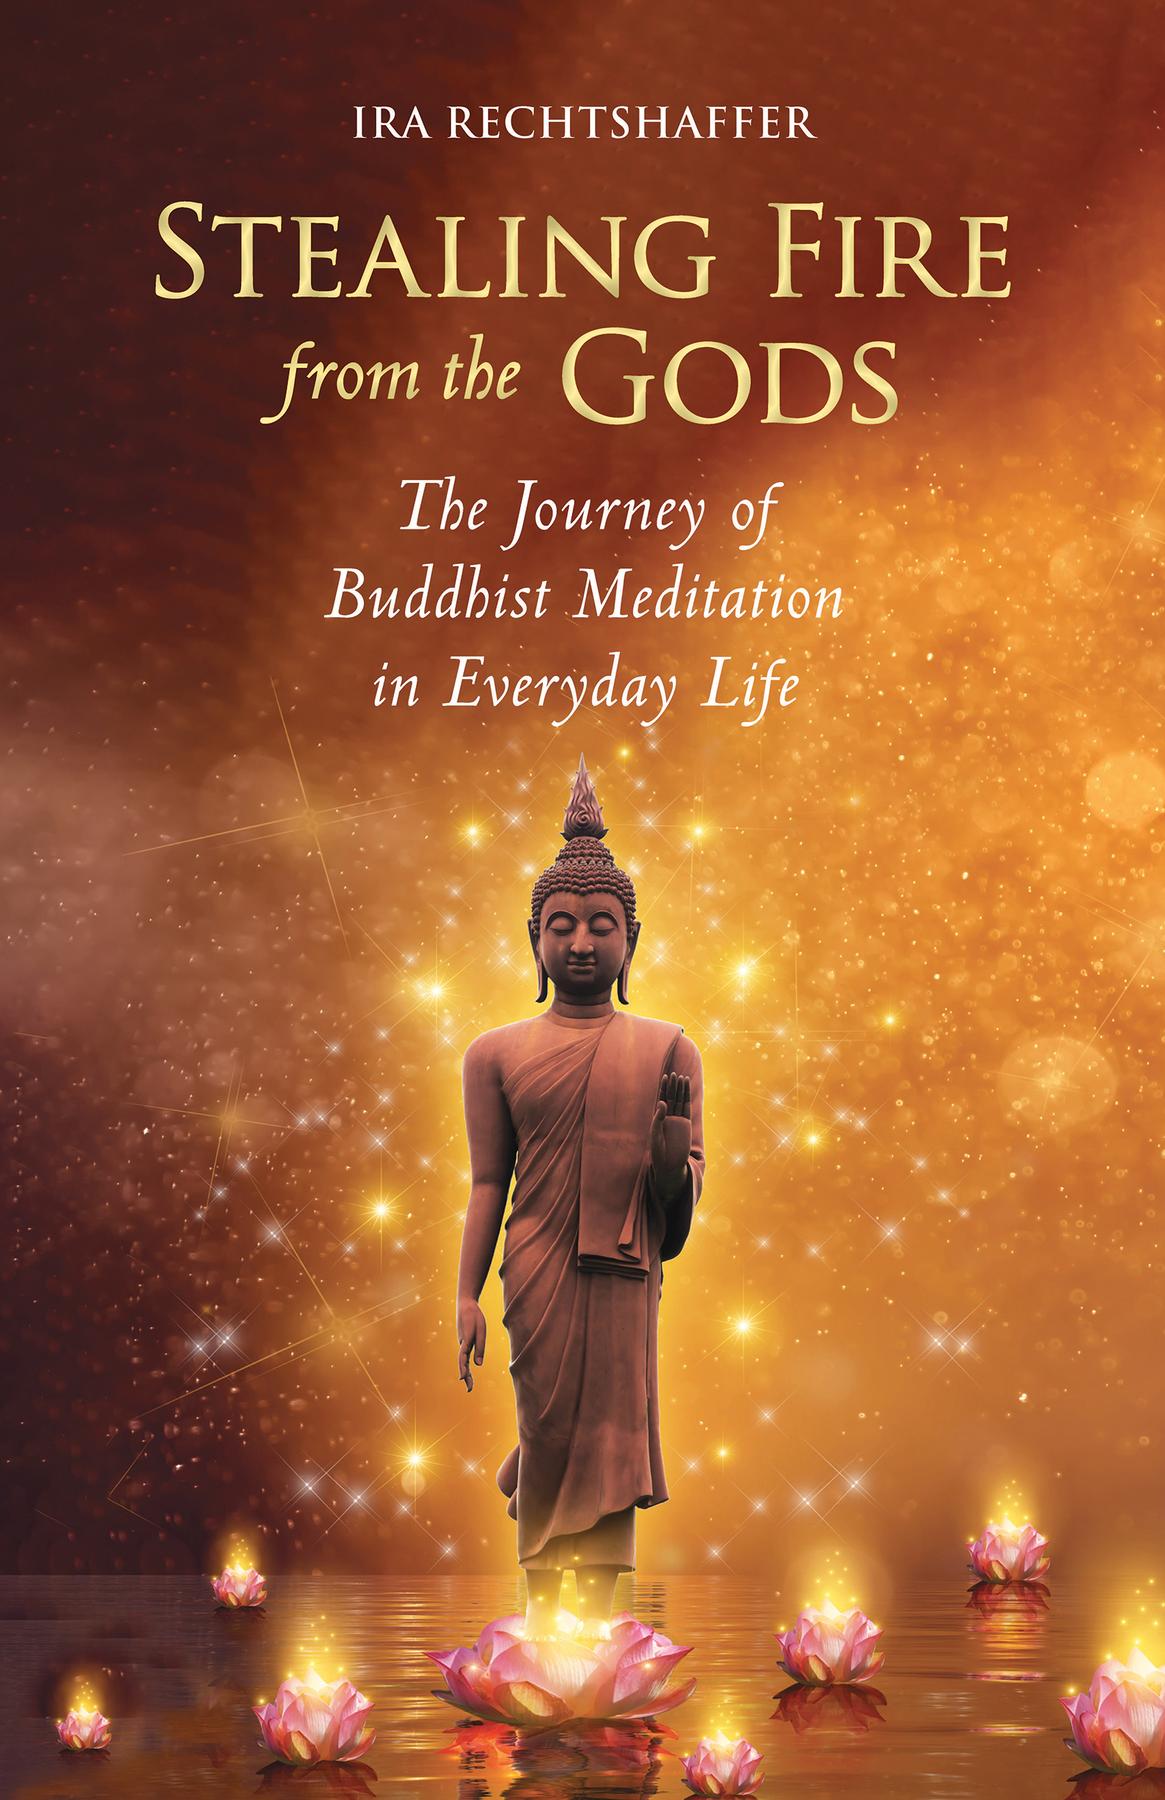 IRA RECHTSHAFFER
STEALING FIRE
from the GODS
The Journey of
Buddhist Meditation
in Everyday Life